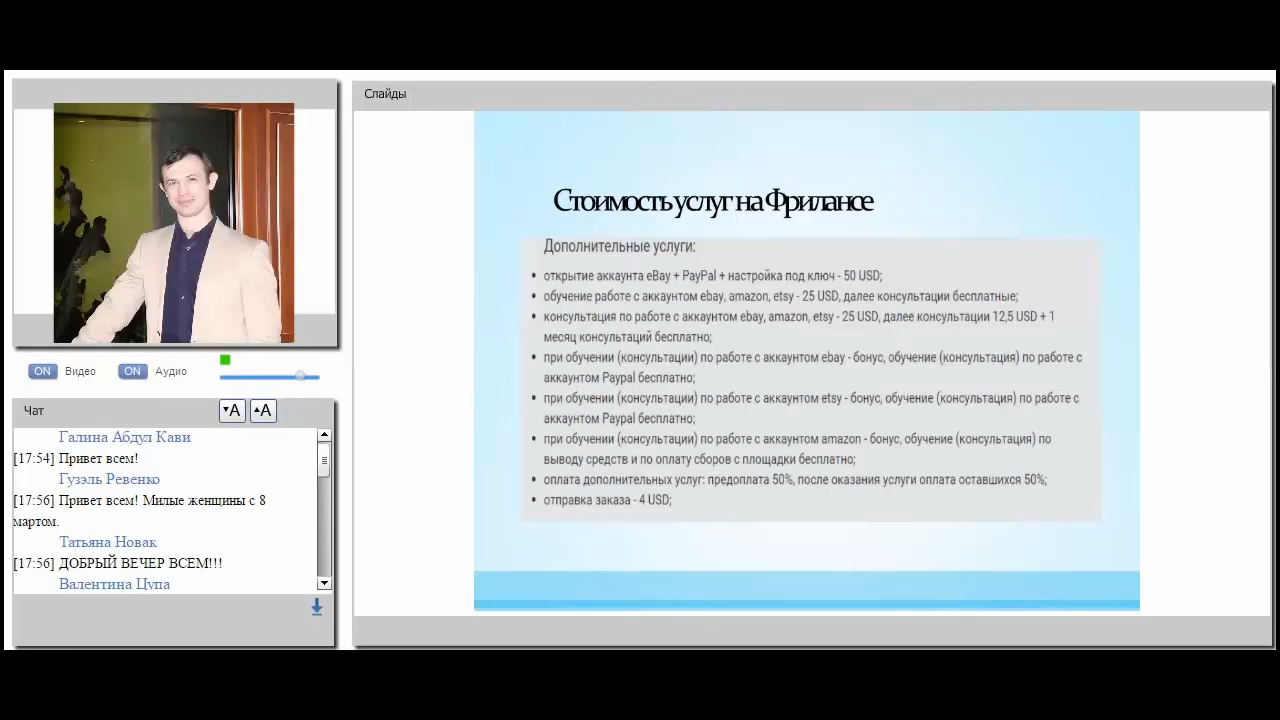 Слайды
Стоимость услуг на Фрилансе
Дополнительные услуги:
• открытие аккаунта eBay + PayPal + настройка под ключ - 50 USD;
• обучение работе с аккаунтом ebay, amazon, etsy - 25 USD, далее консультации бесплатные;
• консультация по работе с аккаунтом ebay, amazon, etsy - 25 USD, далее консультации 12,5 USD + 1
месяц консультаций бесплатно;
• при обучении (консультации) по работе с аккаунтом ebay - бонус, обучение (консультация) по работе с
аккаунтом Paypal бесплатно;
• при обучении (консультации) по работе с аккаунтом etsy - бонус, обучение (консультация) по работе с
аккаунтом Paypal бесплатно;
• при обучении (консультации) по работе с аккаунтом amazon - бонус, обучение (консультация) по
выводу средств и по оплату сборов с площадки бесплатно;
• оплата дополнительных услуг: предоплата 50%, после оказания услуги оплата оставшихся 50%;
• отправка заказа - 4 USD;
ON Видео ON Аудио
Чат
▾A ▴A
Галина Абдул Кави
[17:54] Привет всем!
Гузэль Ревенко
[17:56] Привет всем! Милые женщины с 8
мартом.
Татьяна Новак
[17:56] ДОБРЫЙ ВЕЧЕР ВСЕМ!!!
Валентина Цупа